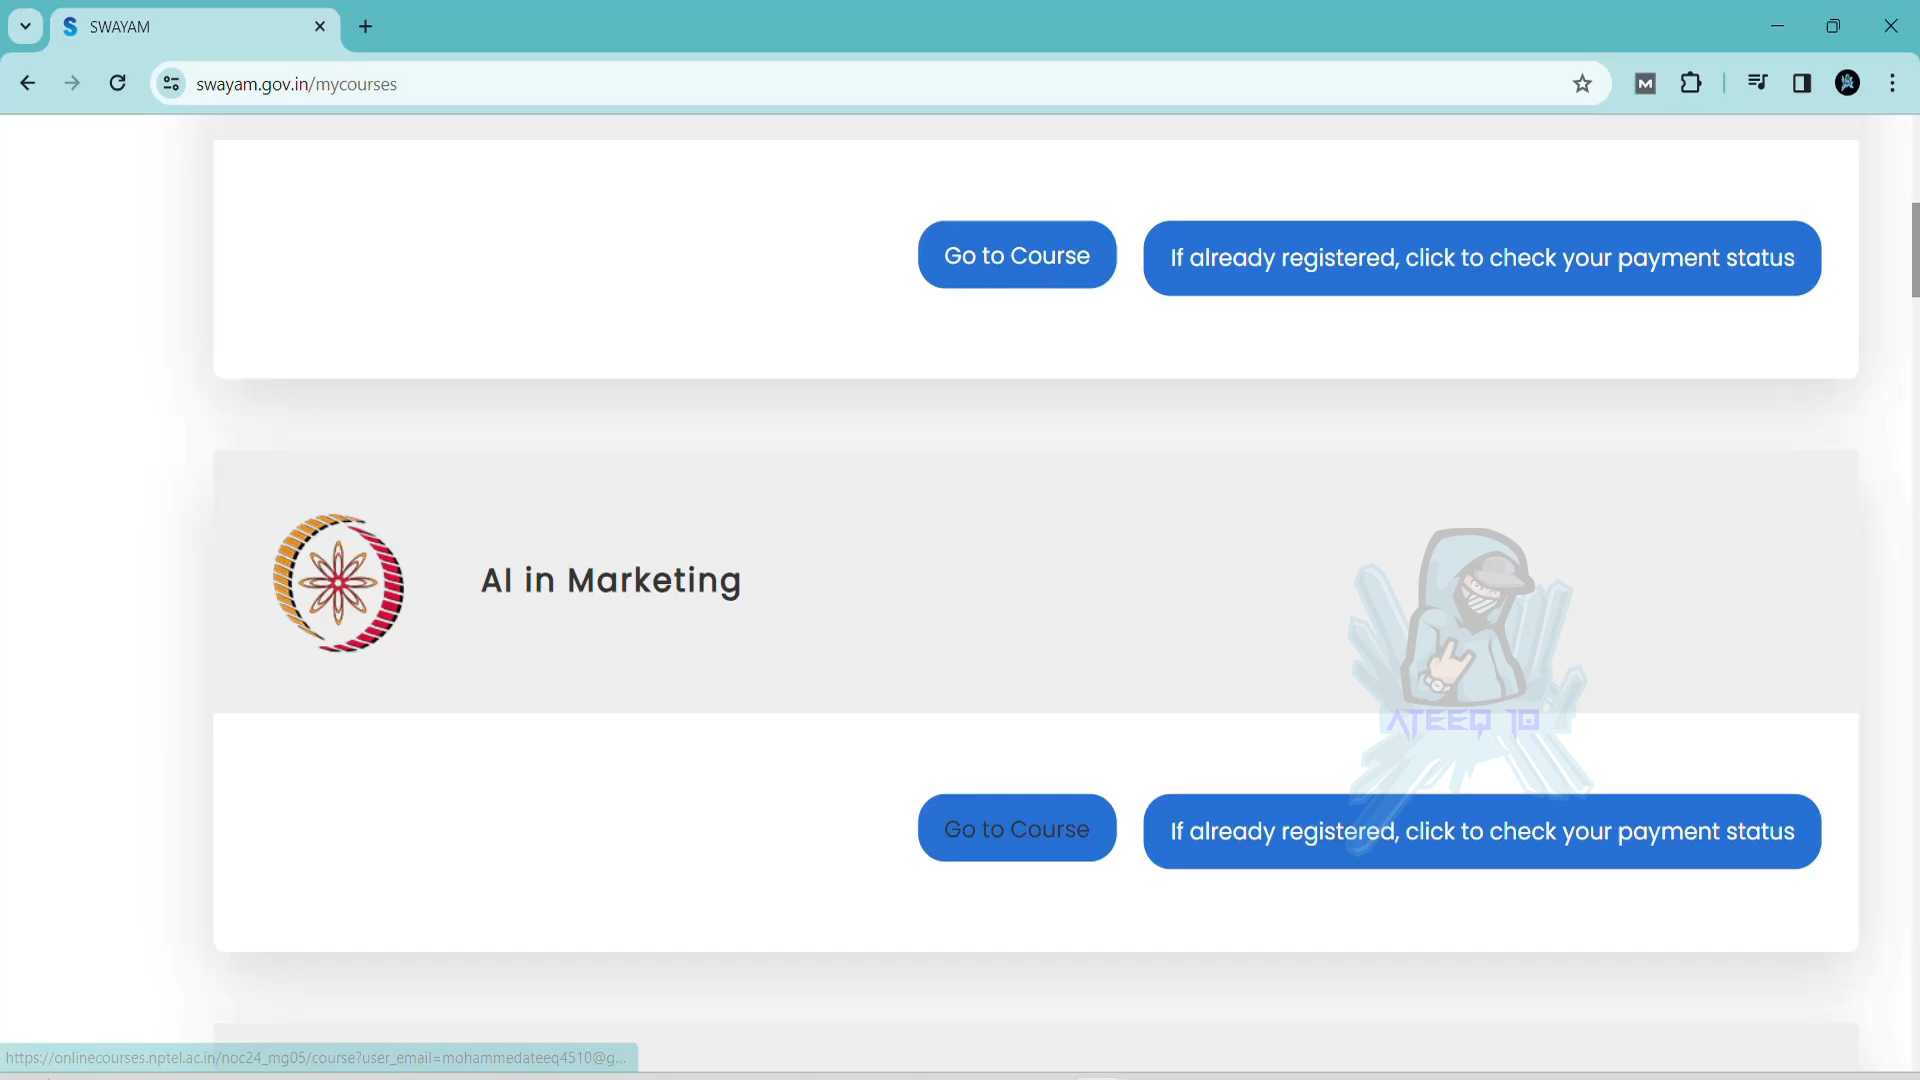 SWAYAM
swayam.gov.in/mycourses
Go to Course
If already registered, click to check your payment status
AI in Marketing
ATEEQ 10
Go to Course
If already registered, click to check your payment status
https://onlinecourses.nptel.ac.in/noc24_mg05/course?user_email=mohammedateeq4510@g...